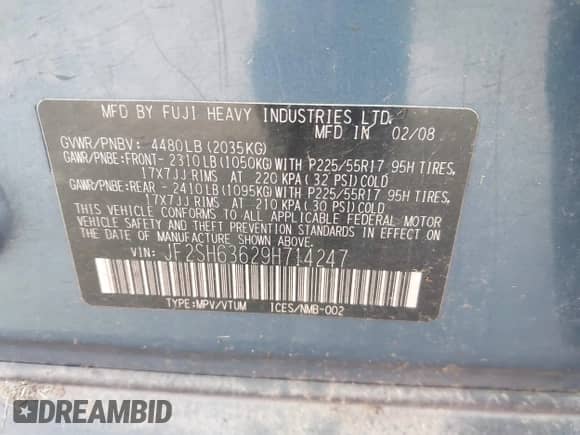 MFD BY FUJI HEAVY INDUSTRIES LTD.
MFD IN 02/08
GVWR/PNBV: 4480LB(2035KG)
GAWR/PNBE:FRONT- 2310LB(1050KG)WITH P225/55R17 95H TIRES,
17X7JJ RIMS AT 220 KPA(32 PSI)COLD
GAWR/PNBE:REAR - 2410LB(1095KG)WITH P225/55R17 95H TIRES,
17X7JJ RIMS AT 210 KPA(30 PSI)COLD
THIS VEHICLE CONFORMS TO ALL APPLICABLE FEDERAL MOTOR
VEHICLE SAFETY AND THEFT PREVENTION STANDARDS IN EFFECT
ON THE DATE OF MANUFACTURE SHOWN ABOVE.
VIN: JF2SH63629H714247
TYPE:MPV/VTUM ICES/NMB-002
DREAMBID